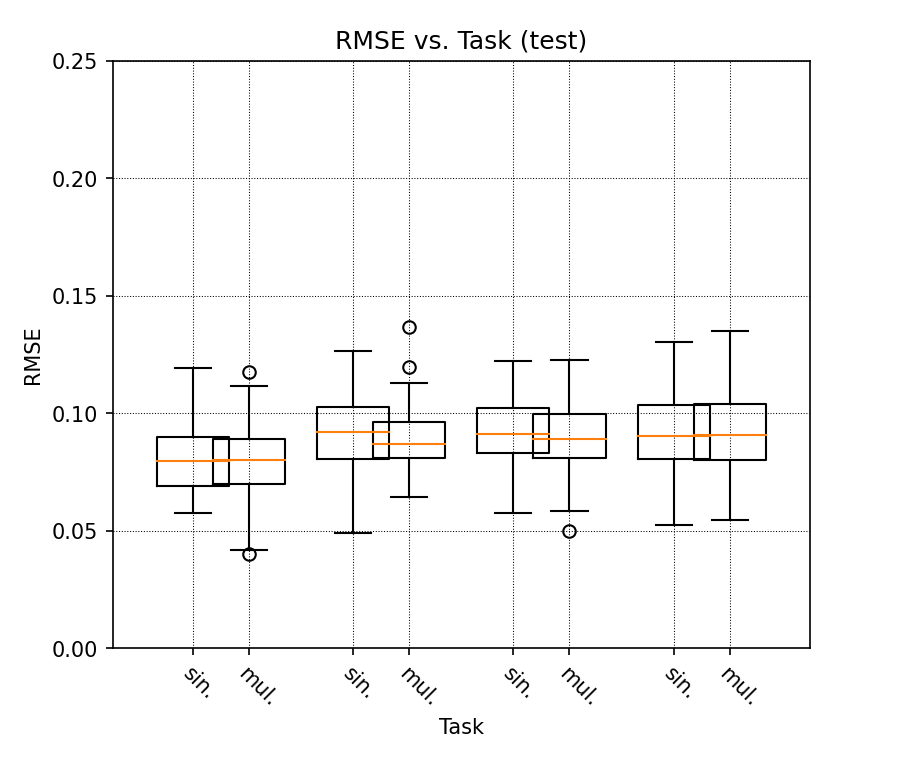 RMSE vs. Task (test)
0.25
0.20
0.15
0.10
0.05
0.00
RMSE
sin. mul. sin. mul. sin. mul. sin. mul.
Task